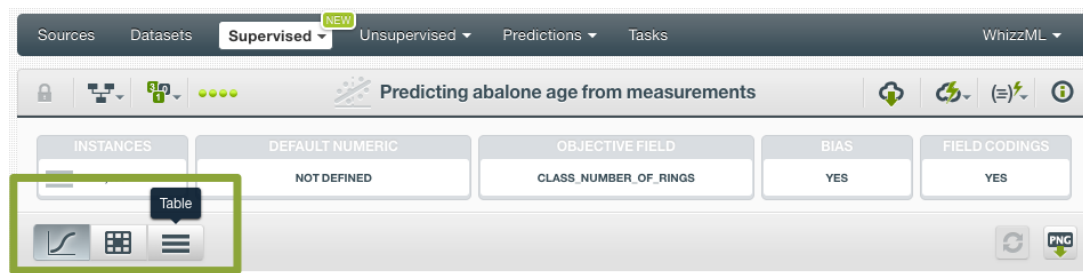 NEW
Sources Datasets Supervised Unsupervised Predictions Tasks WhizzML
Predicting abalone age from measurements
INSTANCES DEFAULT NUMERIC OBJECTIVE FIELD BIAS FIELD CODINGS
NOT DEFINED CLASS_NUMBER_OF_RINGS YES YES
Table
PNG